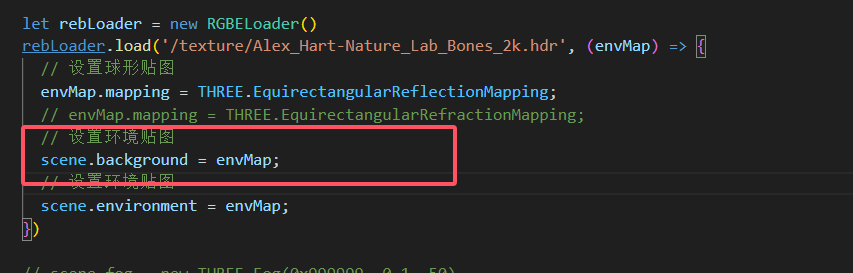 let rebLoader = new RGBELoader()
rebLoader.load('/texture/Alex_Hart-Nature_Lab_Bones_2k.hdr', (envMap) => {
// 设置球形贴图
envMap.mapping = THREE.EquirectangularReflectionMapping;
// envMap.mapping = THREE.EquirectangularRefractionMapping;
// 设置环境贴图
scene.background = envMap;
// 设置环境贴图
scene.environment = envMap;
})
// scene.fog = new THREE.Fog(0x999999, 0.1, 50)